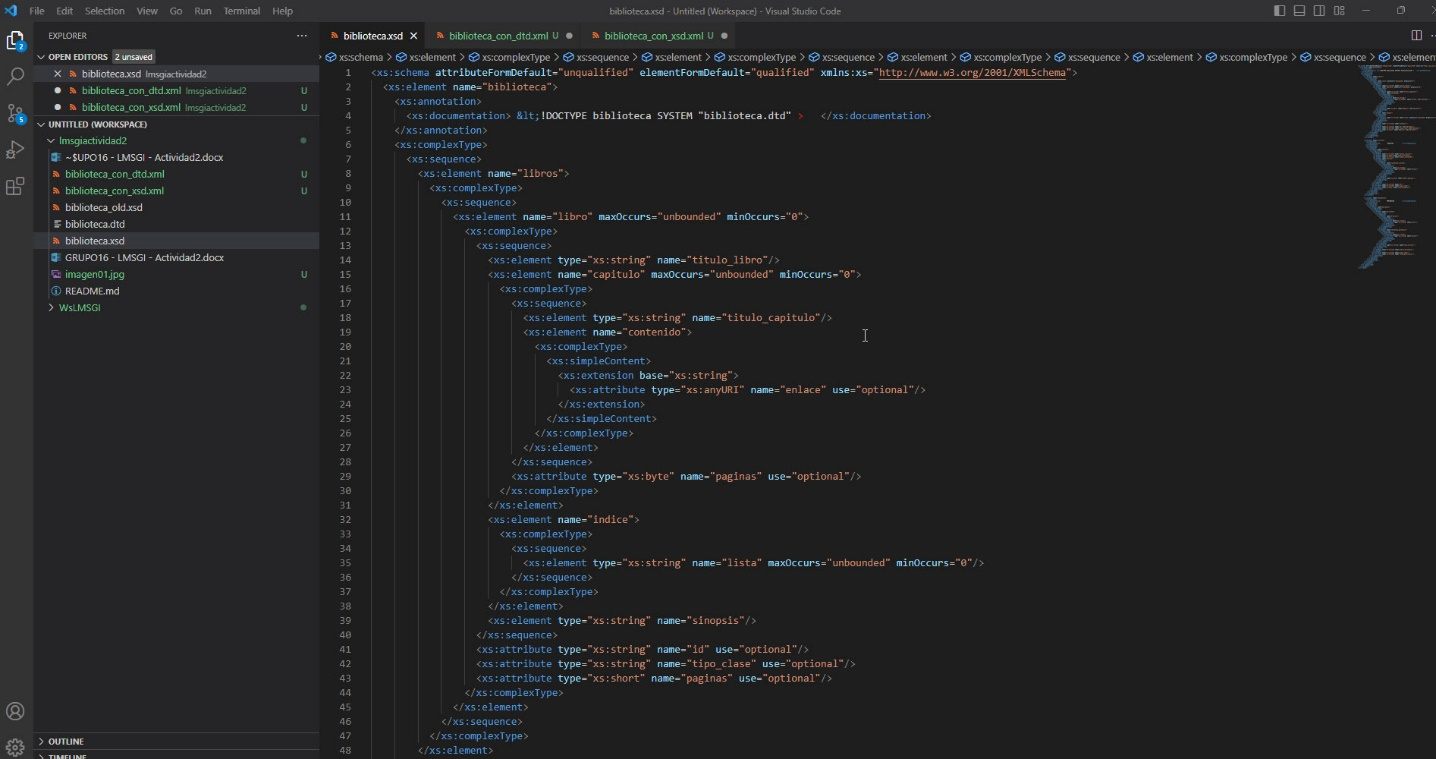 File Edit Selection View Go Run Terminal Help
biblioteca.xsd - Untitled (Workspace) - Visual Studio Code
EXPLORER
OPEN EDITORS 2 unsaved
biblioteca.xsd lmsgiactividad2
biblioteca_con_dtd.xml lmsgiactividad2 U
biblioteca_con_xsd.xml lmsgiactividad2 U
UNTITLED (WORKSPACE)
lmsgiactividad2
~$UPO16 - LMSGI - Actividad2.docx
biblioteca_con_dtd.xml U
biblioteca_con_xsd.xml U
biblioteca_old.xsd
biblioteca.dtd
biblioteca.xsd
GRUPO16 - LMSGI - Actividad2.docx
imagen01.jpg U
README.md
WsLMSGI
OUTLINE
TIMELINE
2
5
biblioteca.xsd
biblioteca_con_dtd.xml U
biblioteca_con_xsd.xml U
xs:schema > xs:element > xs:complexType > xs:sequence > xs:element > xs:complexType > xs:sequence > xs:element > xs:complexType > xs:sequence > xs:element > xs:complexType > xs:sequence > xs:element
1 <xs:schema attributeFormDefault="unqualified" elementFormDefault="qualified" xmlns:xs="http://www.w3.org/2001/XMLSchema">
2 <xs:element name="biblioteca">
3 <xs:annotation>
4 <xs:documentation> &lt;!DOCTYPE biblioteca SYSTEM "biblioteca.dtd" > </xs:documentation>
5 </xs:annotation>
6 <xs:complexType>
7 <xs:sequence>
8 <xs:element name="libros">
9 <xs:complexType>
10 <xs:sequence>
11 <xs:element name="libro" maxOccurs="unbounded" minOccurs="0">
12 <xs:complexType>
13 <xs:sequence>
14 <xs:element type="xs:string" name="titulo_libro"/>
15 <xs:element name="capitulo" maxOccurs="unbounded" minOccurs="0">
16 <xs:complexType>
17 <xs:sequence>
18 <xs:element type="xs:string" name="titulo_capitulo"/>
19 <xs:element name="contenido">
20 <xs:complexType>
21 <xs:simpleContent>
22 <xs:extension base="xs:string">
23 <xs:attribute type="xs:anyURI" name="enlace" use="optional"/>
24 </xs:extension>
25 </xs:simpleContent>
26 </xs:complexType>
27 </xs:element>
28 </xs:sequence>
29 <xs:attribute type="xs:byte" name="paginas" use="optional"/>
30 </xs:complexType>
31 </xs:element>
32 <xs:element name="indice">
33 <xs:complexType>
34 <xs:sequence>
35 <xs:element type="xs:string" name="lista" maxOccurs="unbounded" minOccurs="0"/>
36 </xs:sequence>
37 </xs:complexType>
38 </xs:element>
39 <xs:element type="xs:string" name="sinopsis"/>
40 </xs:sequence>
41 <xs:attribute type="xs:string" name="id" use="optional"/>
42 <xs:attribute type="xs:string" name="tipo_clase" use="optional"/>
43 <xs:attribute type="xs:short" name="paginas" use="optional"/>
44 </xs:complexType>
45 </xs:element>
46 </xs:sequence>
47 </xs:complexType>
48 </xs:element>